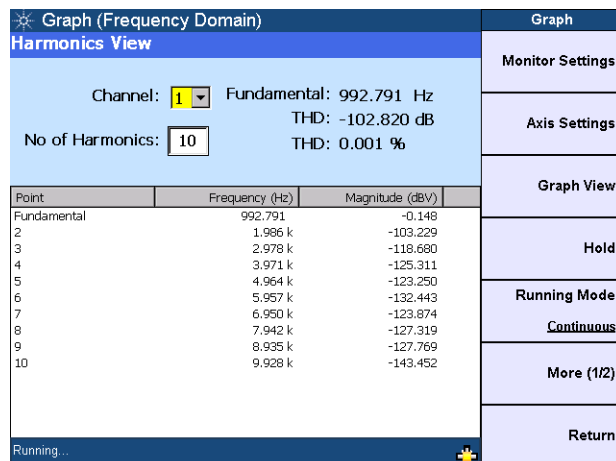 Graph (Frequency Domain)
Harmonics View
Channel: 1 Fundamental: 992.791 Hz
THD: -102.820 dB
No of Harmonics: 10 THD: 0.001 %
Point Frequency (Hz) Magnitude (dBV)
Fundamental 992.791 -0.148
2 1.986 k -103.229
3 2.978 k -118.680
4 3.971 k -125.311
5 4.964 k -123.250
6 5.957 k -132.443
7 6.950 k -123.874
8 7.942 k -127.319
9 8.935 k -127.769
10 9.928 k -143.452
Running...
Graph
Monitor Settings
Axis Settings
Graph View
Hold
Running Mode
Continuous
More (1/2)
Return